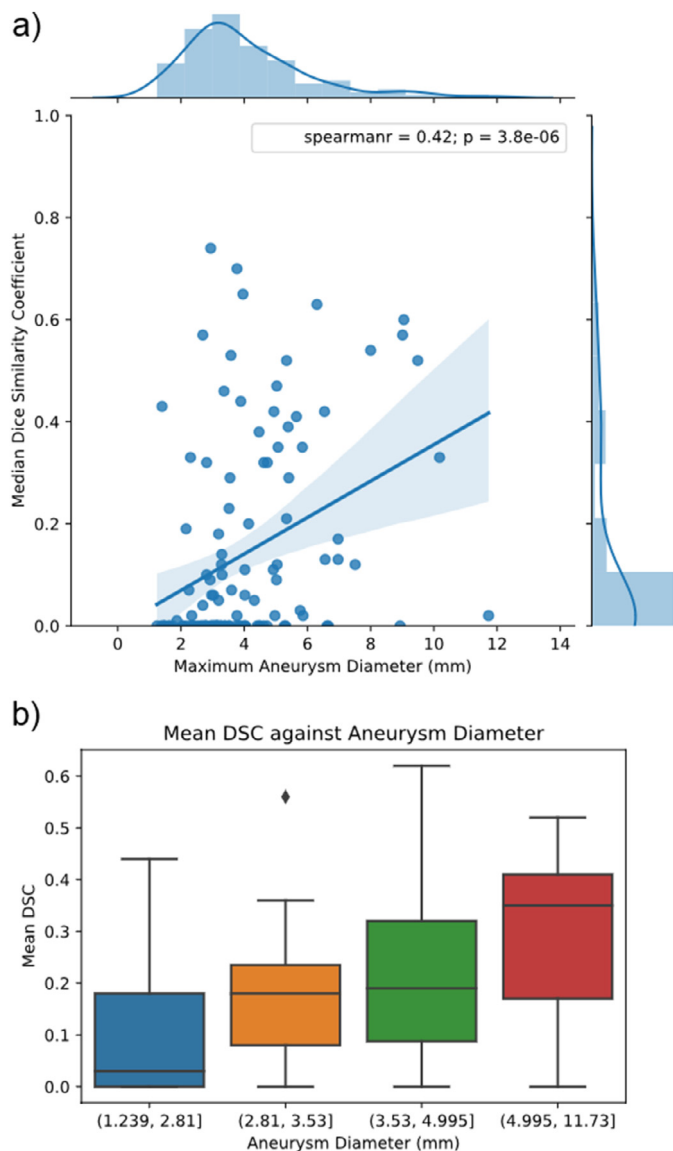 a)
1.0
spearmanr = 0.42; p = 3.8e-06
0.8
0.6
0.4
0.2
0.0
Median Dice Similarity Coefficient
0 2 4 6 8 10 12 14
Maximum Aneurysm Diameter (mm)
b)
Mean DSC against Aneurysm Diameter
0.6
0.5
0.4
0.3
0.2
0.1
0.0
Mean DSC
(1.239, 2.81] (2.81, 3.53] (3.53, 4.995] (4.995, 11.73]
Aneurysm Diameter (mm)